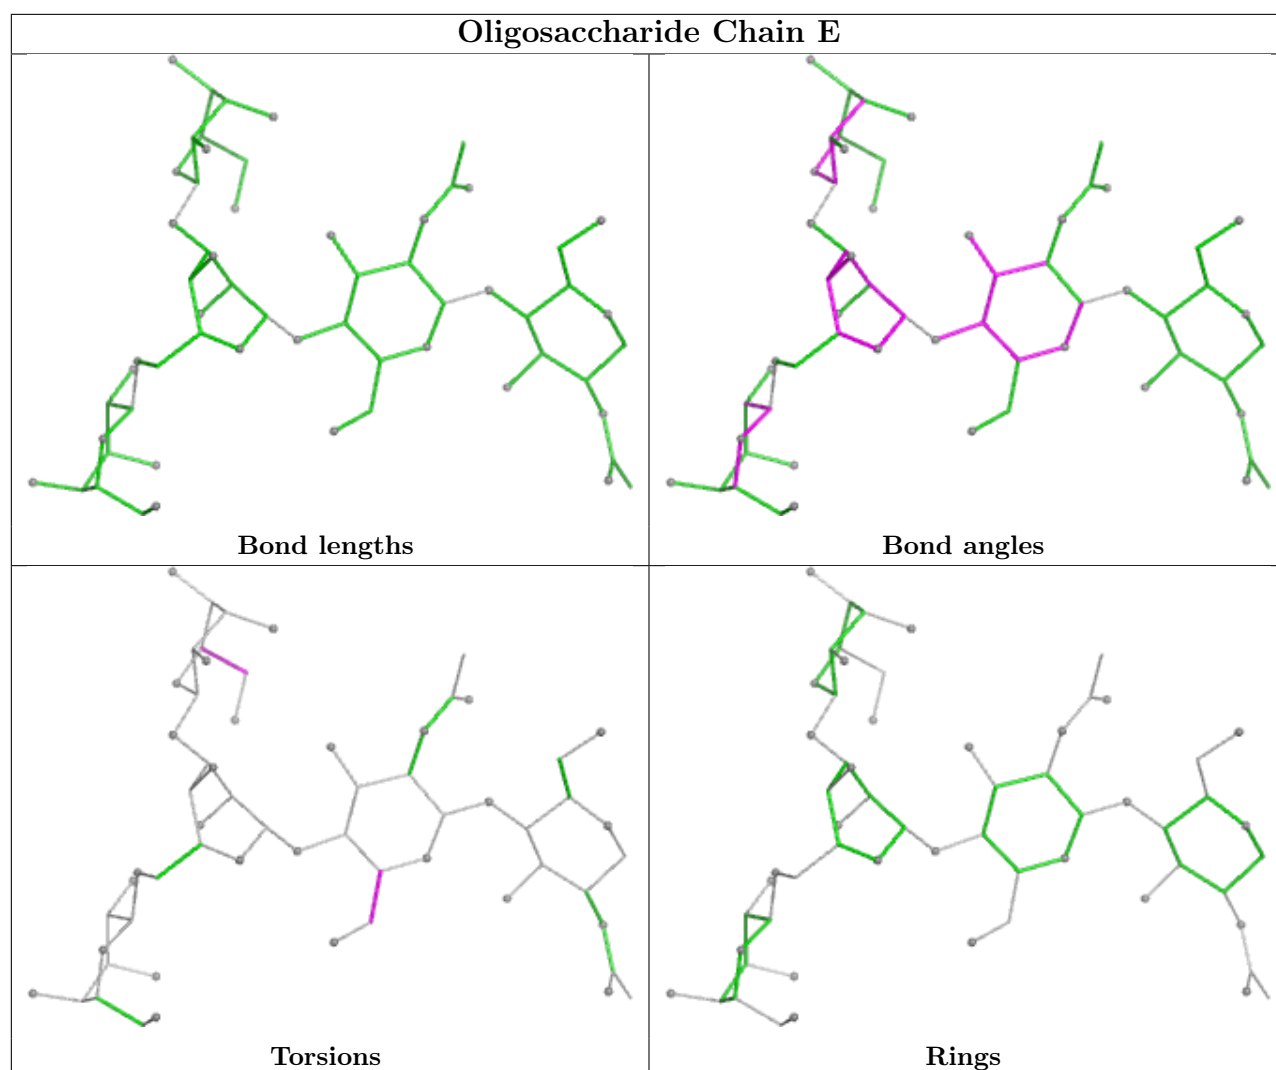 Oligosaccharide Chain E
Bond lengths
Bond angles
Torsions
Rings